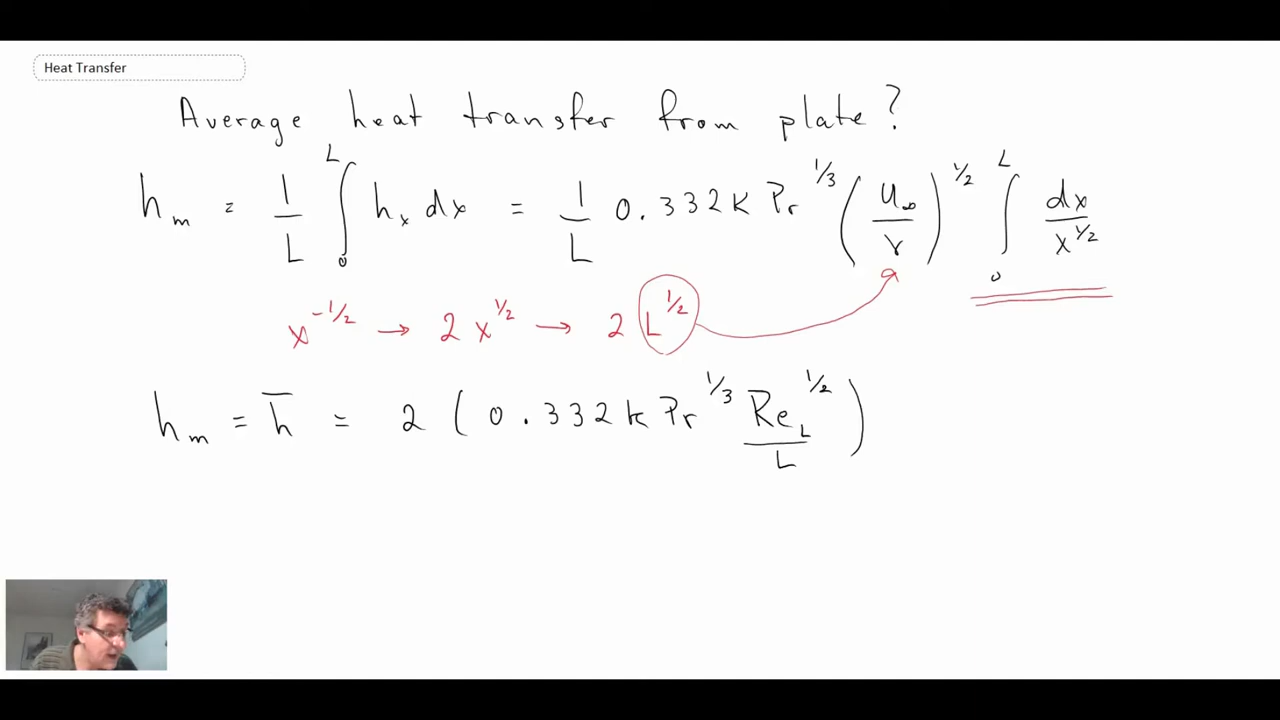 Heat Transfer
Average heat transfer from plate?
hₘ = 1/L ∫₀ᴸ hₓ dx = 1/L 0.332 k Pr^1/3 (u∞/ν)^1/2 ∫₀ᴸ dx/x^1/2
x^-1/2 → 2 x^1/2 → 2 L^1/2
hₘ = h̅ = 2 (0.332 k Pr^1/3 Re_L^1/2/L)